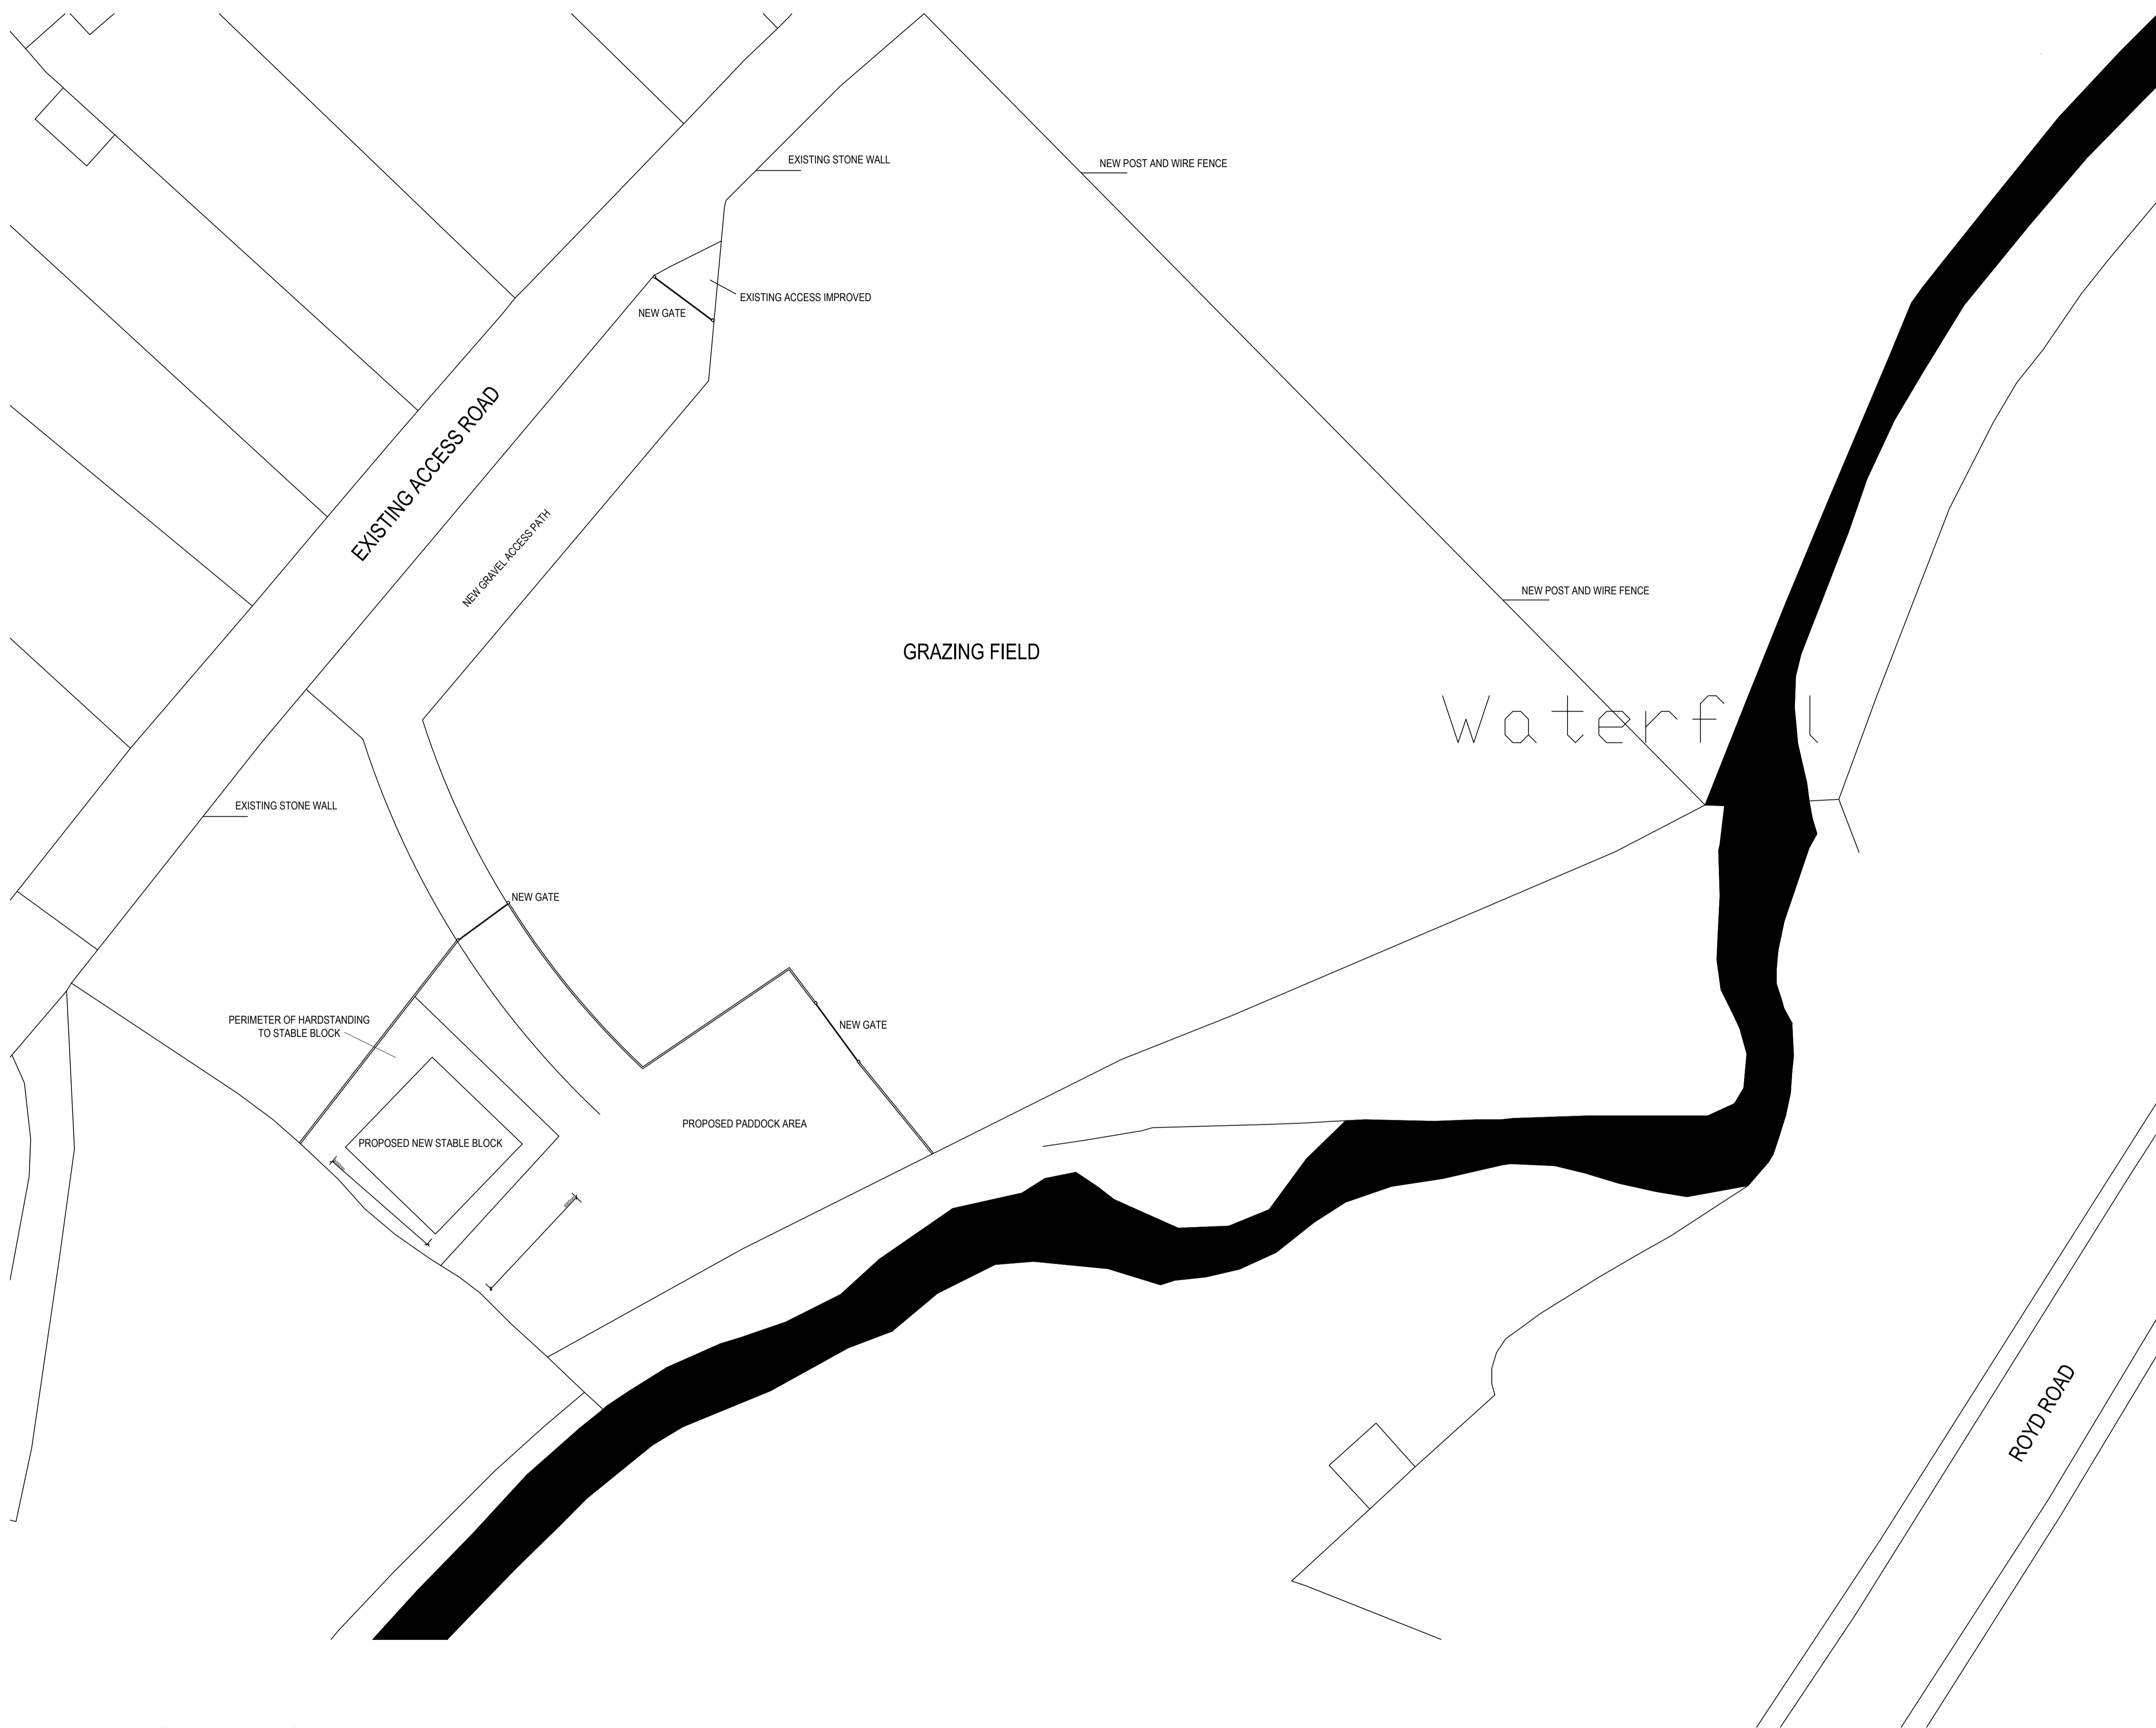 EXISTING STONE WALL
NEW POST AND WIRE FENCE
EXISTING ACCESS IMPROVED
NEW GATE
EXISTING ACCESS ROAD
NEW GRAVEL ACCESS PATH
NEW POST AND WIRE FENCE
GRAZING FIELD
Waterf l
EXISTING STONE WALL
NEW GATE
PERIMETER OF HARDSTANDING
TO STABLE BLOCK
NEW GATE
PROPOSED PADDOCK AREA
PROPOSED NEW STABLE BLOCK
ROYD ROAD